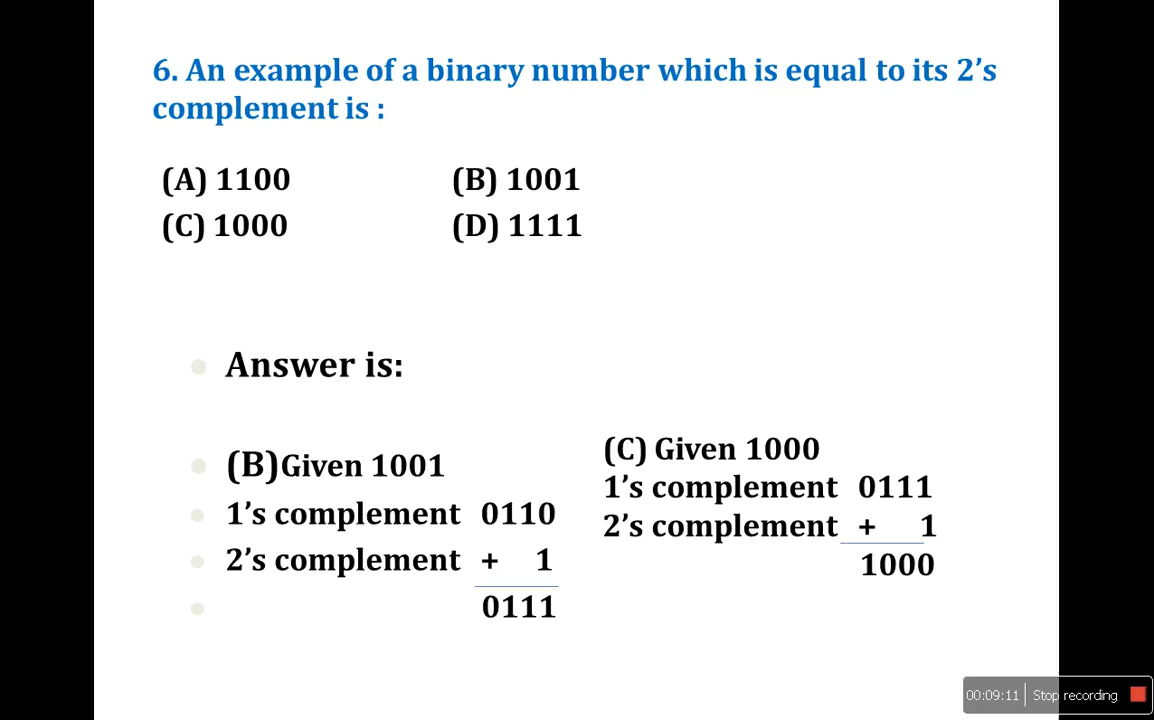 6. An example of a binary number which is equal to its 2’s
complement is :
(A) 1100 (B) 1001
(C) 1000 (D) 1111
Answer is:
(B)Given 1001
1’s complement 0110
2’s complement + 1
0111
(C) Given 1000
1’s complement 0111
2’s complement + 1
1000
00:09:11 Stop recording